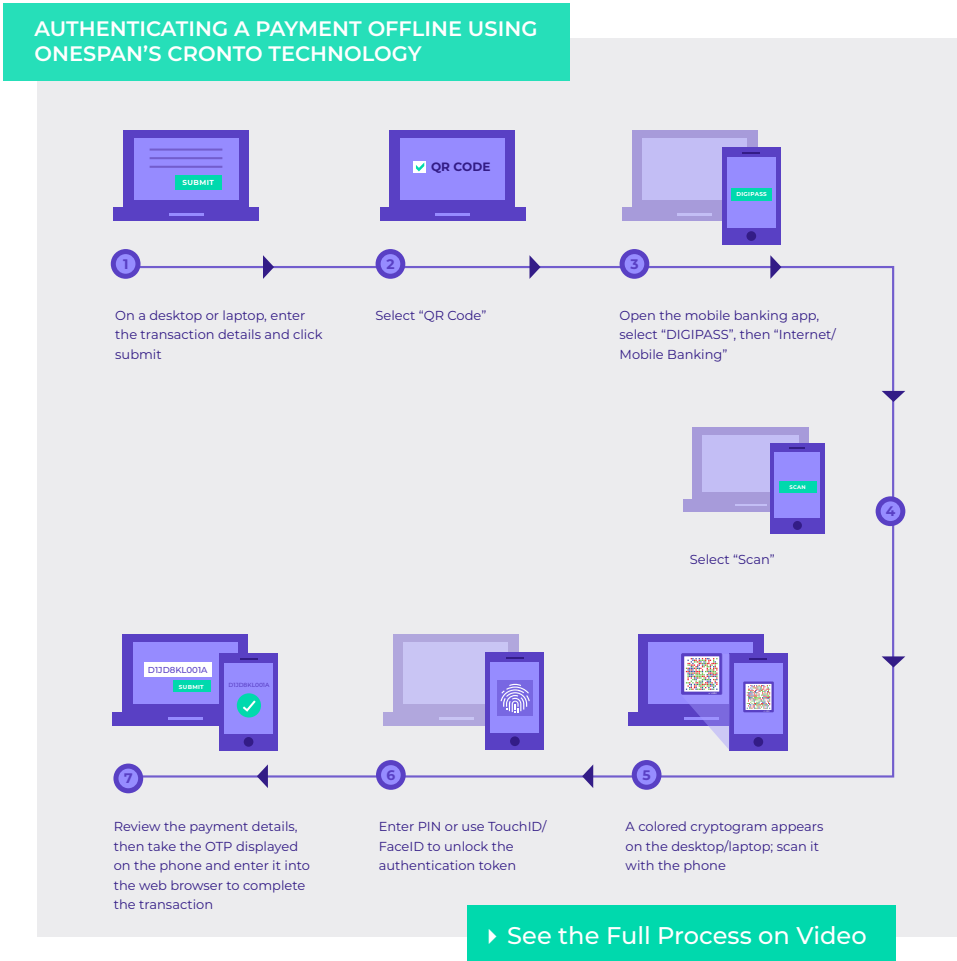 AUTHENTICATING A PAYMENT OFFLINE USING
ONESPAN’S CRONTO TECHNOLOGY
SUBMIT
QR CODE
DIGIPASS
1
2
3
On a desktop or laptop, enter
the transaction details and click
submit
Select “QR Code”
Open the mobile banking app,
select “DIGIPASS”, then “Internet/
Mobile Banking”
SCAN
4
Select “Scan”
D1JD8KL001A
SUBMIT
D1JD8KL001A
7
6
5
Review the payment details,
then take the OTP displayed
on the phone and enter it into
the web browser to complete
the transaction
Enter PIN or use TouchID/
FaceID to unlock the
authentication token
A colored cryptogram appears
on the desktop/laptop; scan it
with the phone
See the Full Process on Video